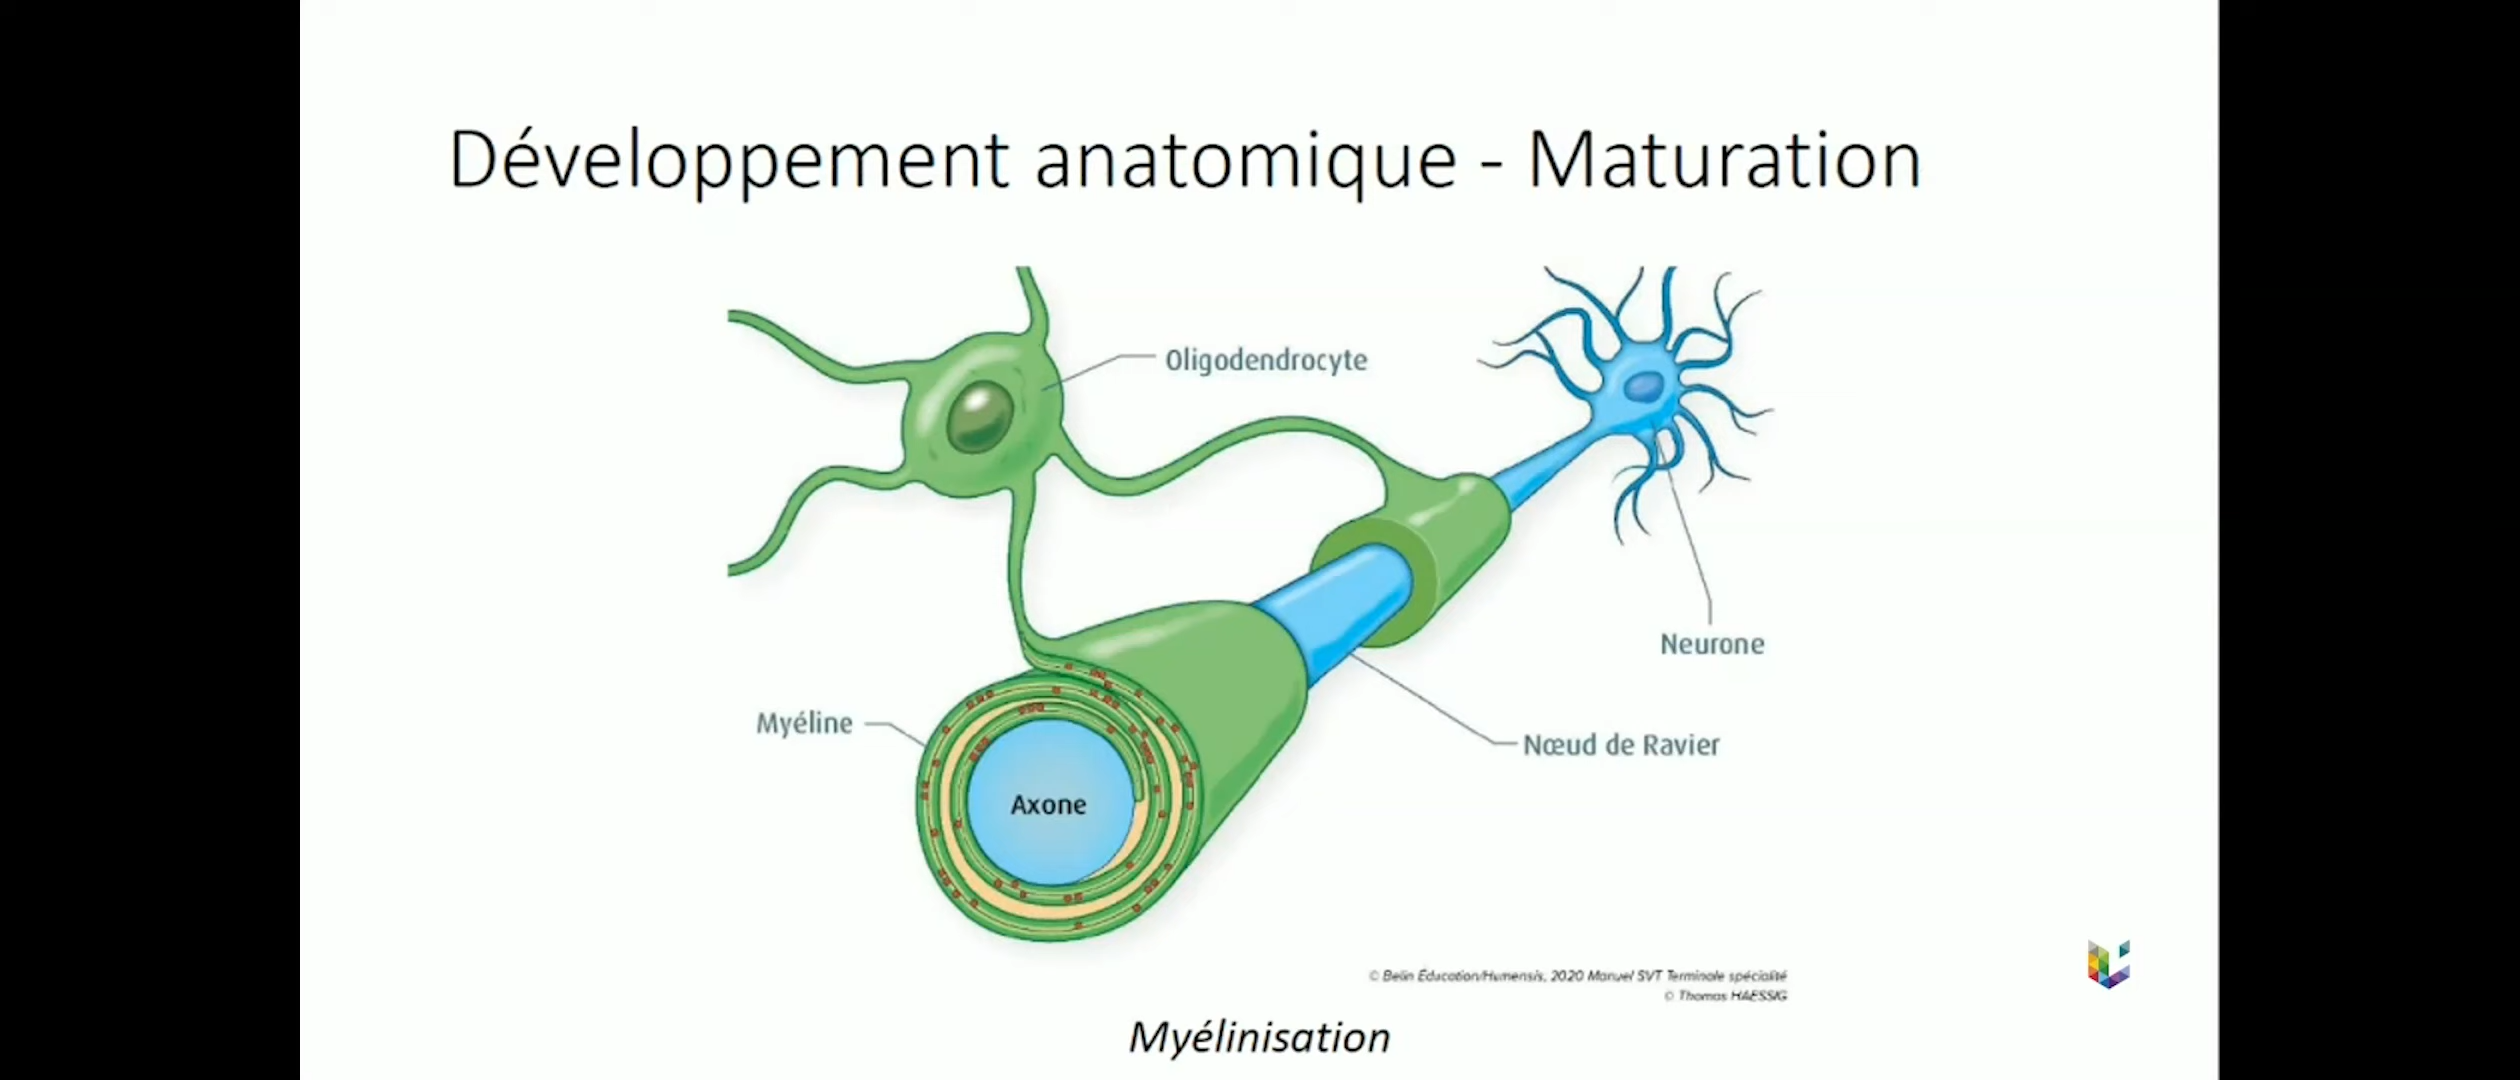 Développement anatomique - Maturation
Oligodendrocyte
Neurone
Myéline
Nœud de Ravier
Axone
© Belin Éducation/Humensis, 2020 Manuel SVT Terminale spécialité
© Thomas HAESSIG
Myélinisation